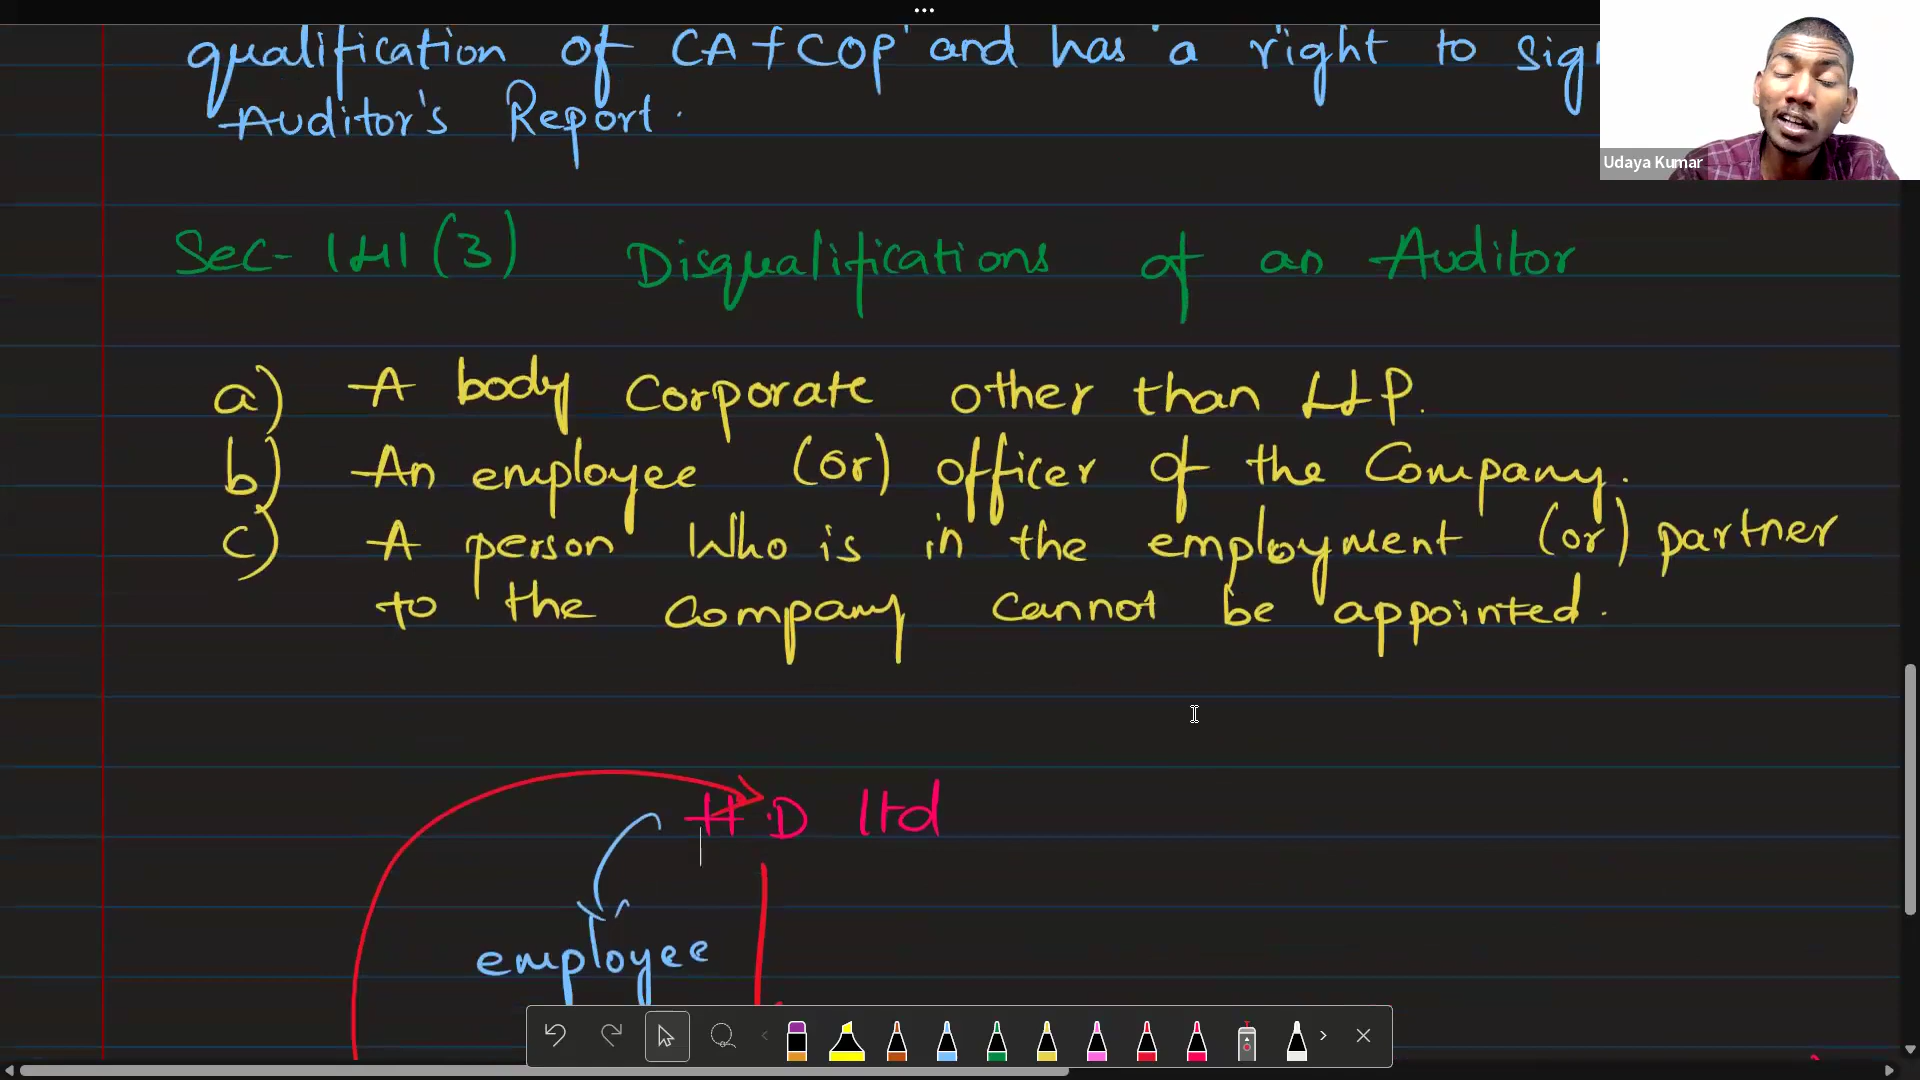 qualification of CA + COP and has a right to sig
Auditor's Report.
Udaya Kumar
Sec- 141 (3) Disqualifications of an Auditor
a) A body Corporate other than LLP.
b) An employee (or) officer of the Company.
c) A person Who is in the employment (or) partner
to the Company cannot be appointed.
H.D ltd
employee